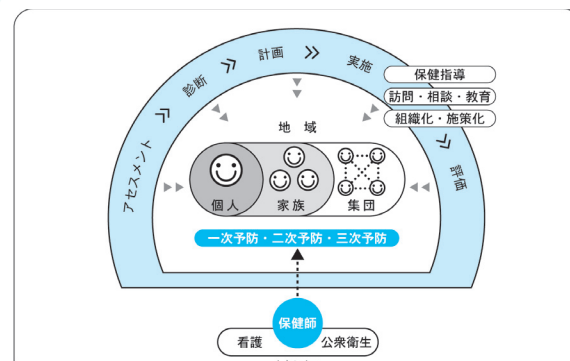 アセスメント
診断
計画
実施
評価
保健指導
訪問・相談・教育
組織化・施策化
地域
個人
家族
集団
一次予防・二次予防・三次予防
保健師
看護
公衆衛生